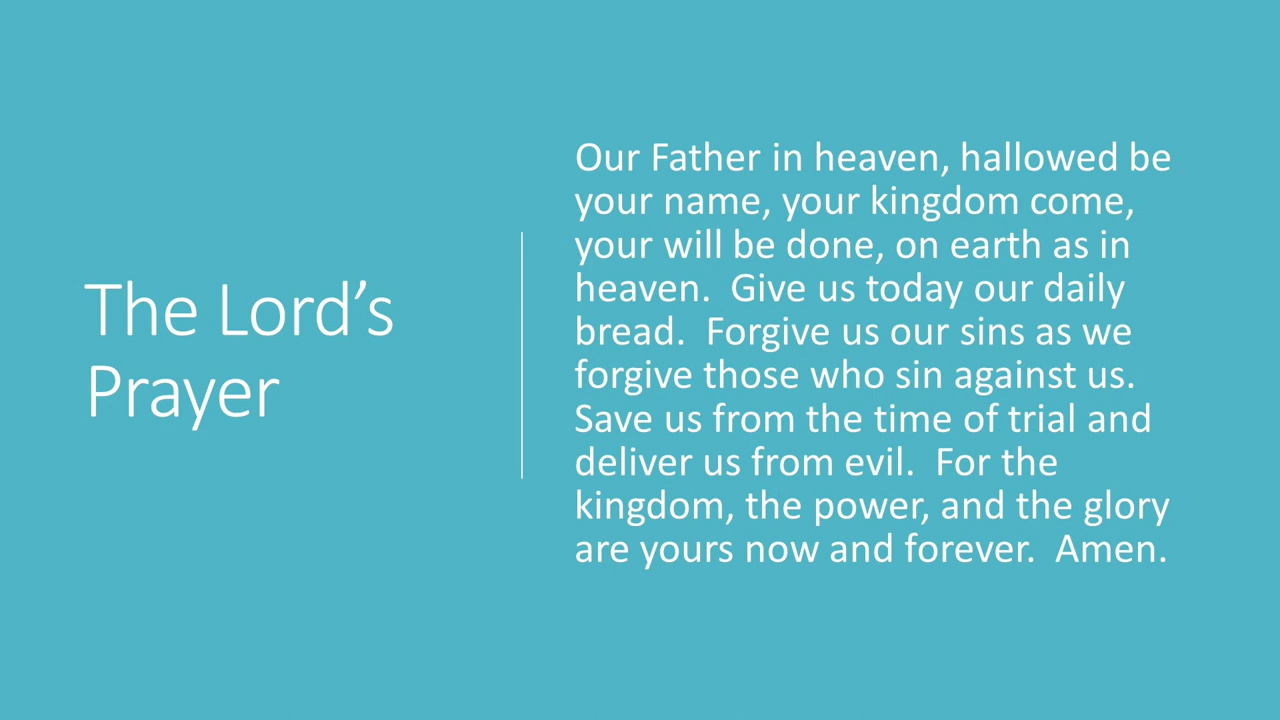 The Lord’s
Prayer
Our Father in heaven, hallowed be
your name, your kingdom come,
your will be done, on earth as in
heaven.  Give us today our daily
bread.  Forgive us our sins as we
forgive those who sin against us.
Save us from the time of trial and
deliver us from evil.  For the
kingdom, the power, and the glory
are yours now and forever.  Amen.